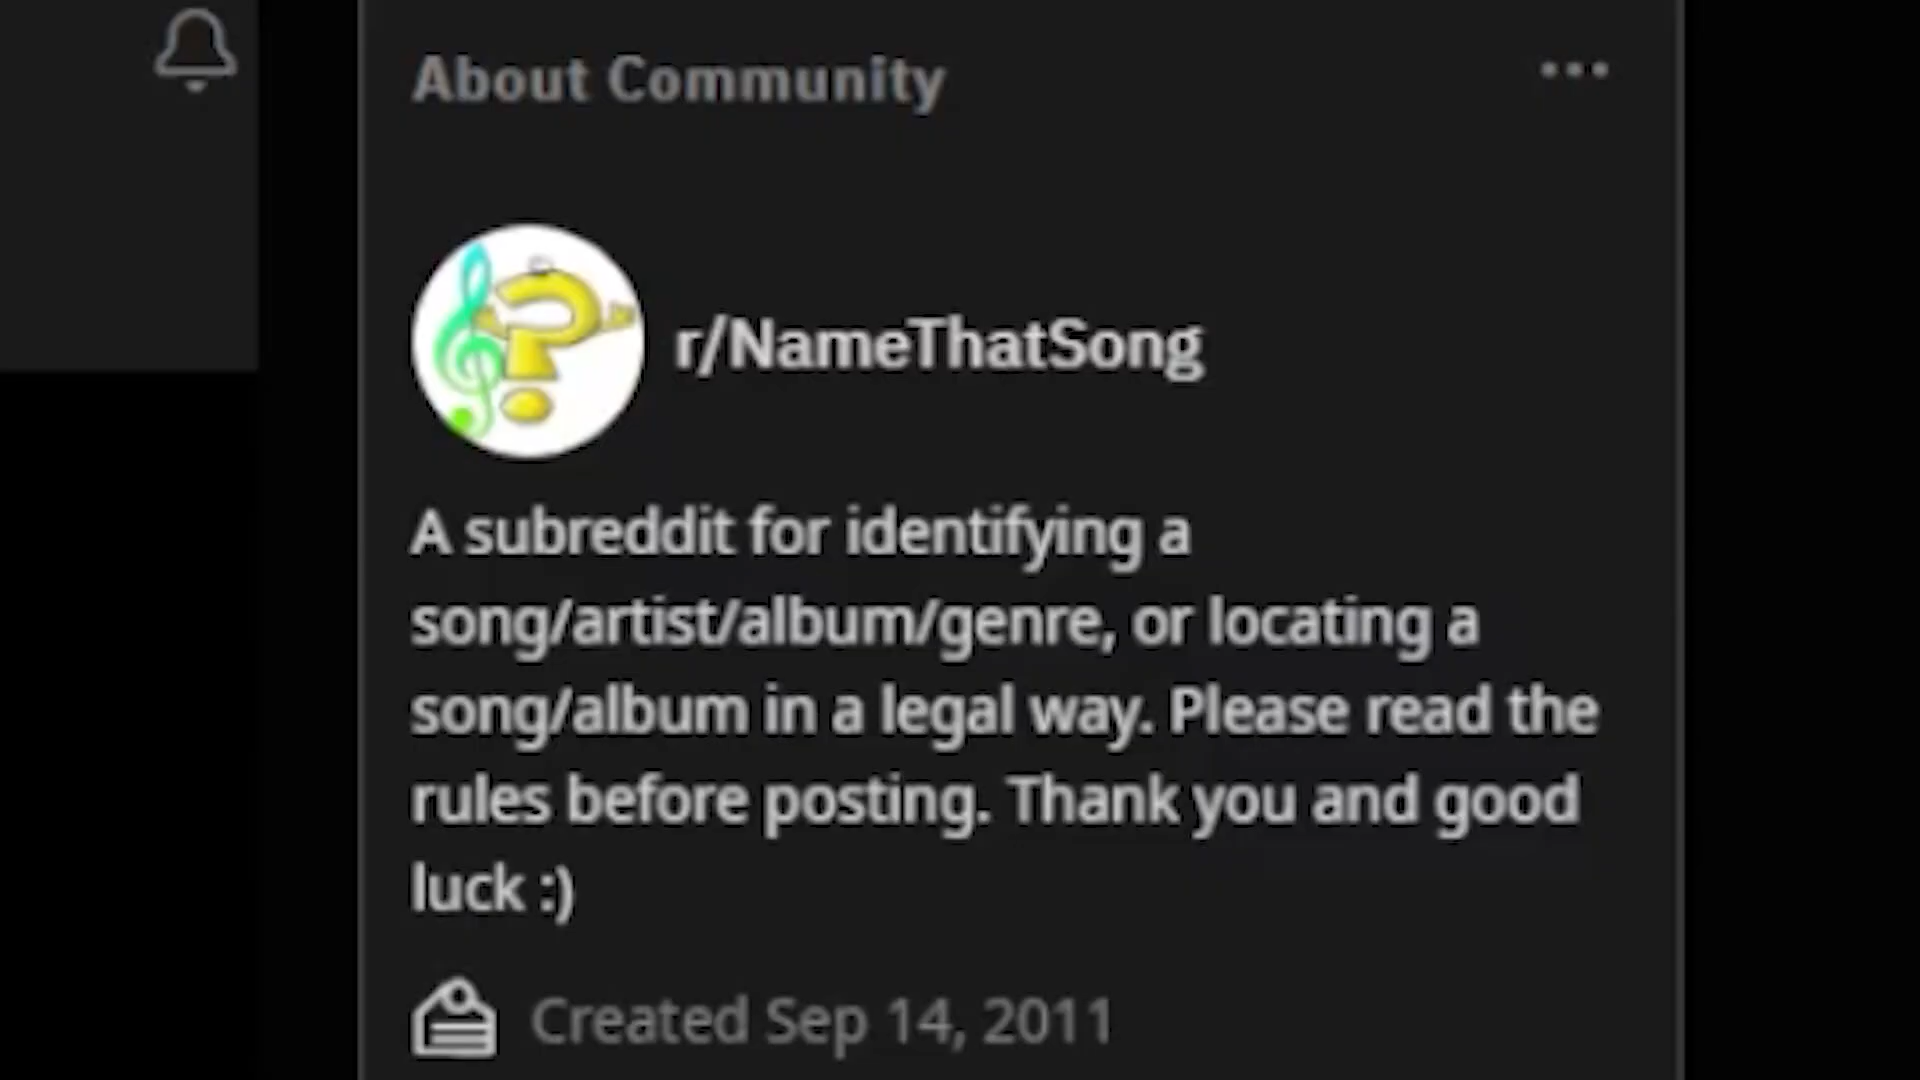 About Community
r/NameThatSong
A subreddit for identifying a
song/artist/album/genre, or locating a
song/album in a legal way. Please read the
rules before posting. Thank you and good
luck :)
Created Sep 14, 2011